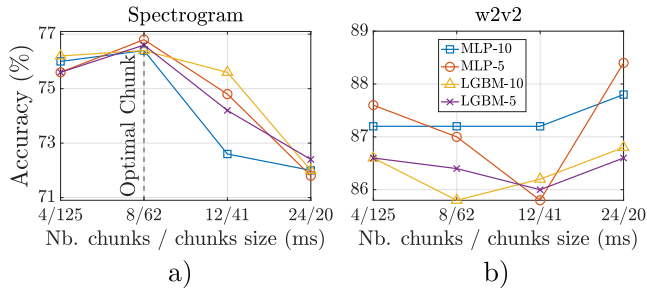 Spectrogram
77
75
73
71
Accuracy (%)
Optimal Chunk
4/125 8/62 12/41 24/20
Nb. chunks / chunks size (ms)
a)
w2v2
89
88
87
86
MLP-10
MLP-5
LGBM-10
LGBM-5
4/125 8/62 12/41 24/20
Nb. chunks / chunks size (ms)
b)